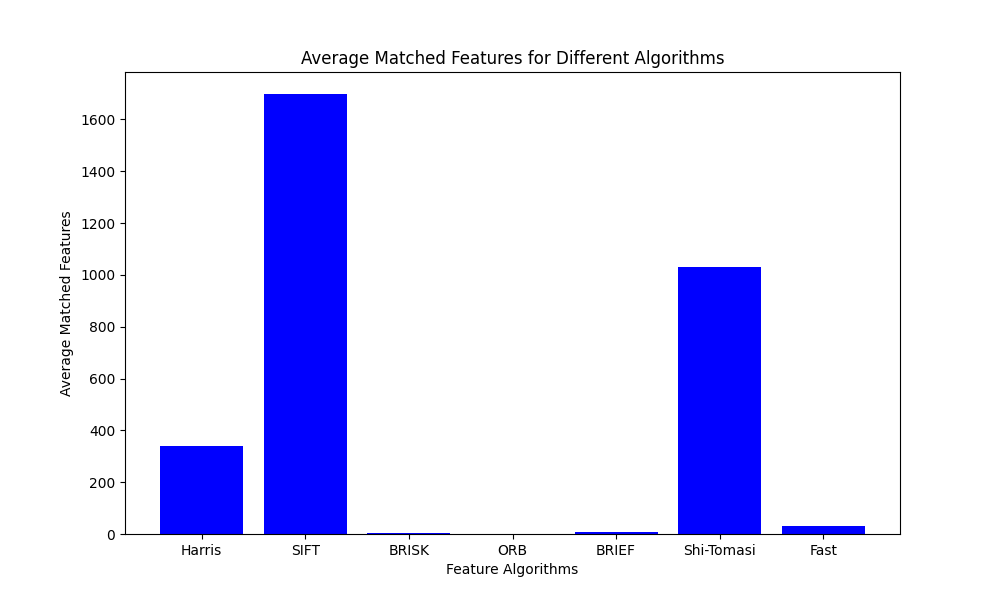 Average Matched Features for Different Algorithms
Average Matched Features
1600
1400
1200
1000
800
600
400
200
0
Harris SIFT BRISK ORB BRIEF Shi-Tomasi Fast
Feature Algorithms